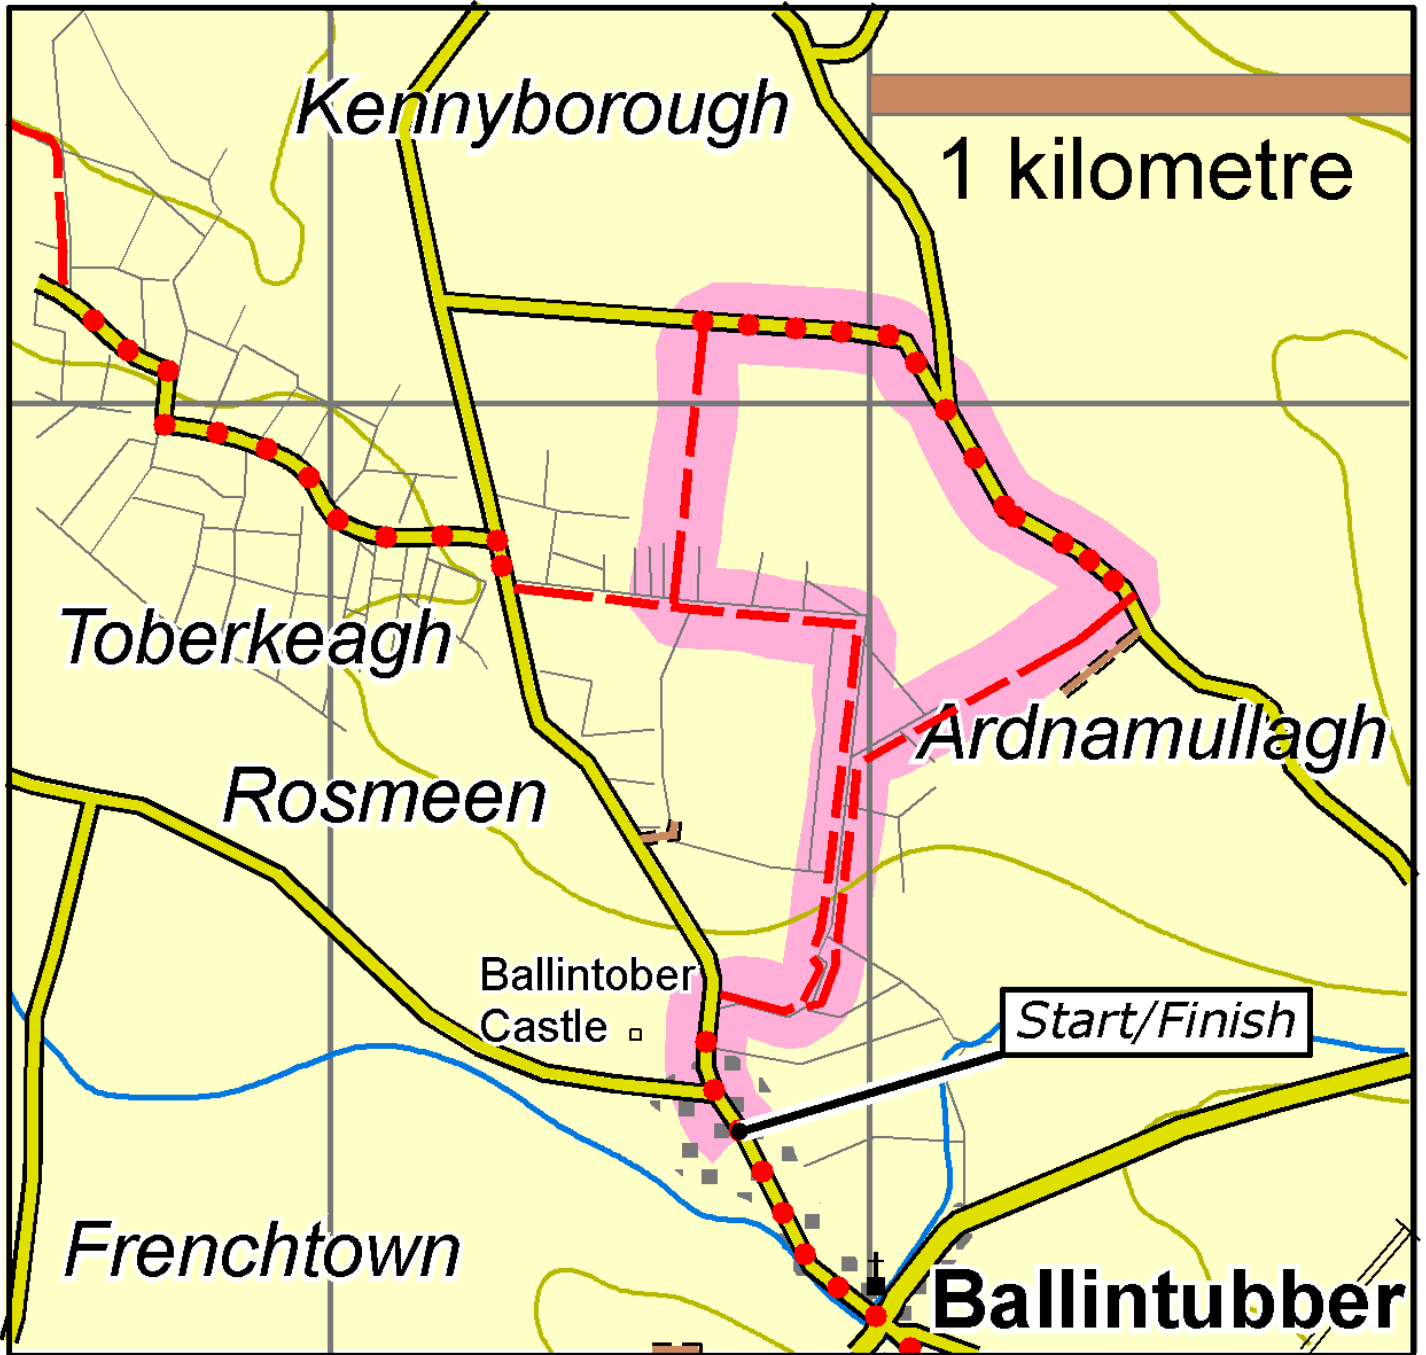 Kennyborough
1 kilometre
Toberkeagh
Ardnamullagh
Rosmeen
Ballintober
Castle
Start/Finish
Frenchtown
Ballintubber